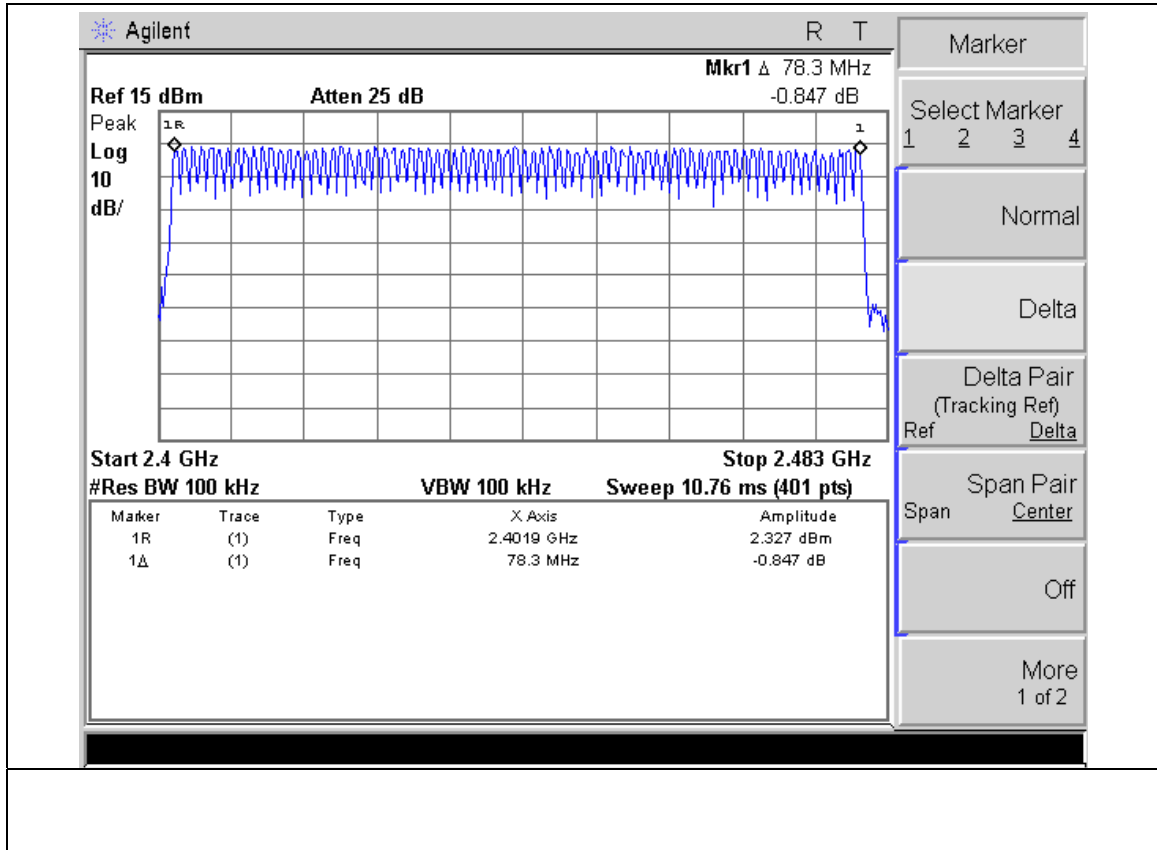 Agilent R T
Mkr1 Δ 78.3 MHz
Ref 15 dBm Atten 25 dB -0.847 dB
Peak
Log
10
dB/
1R
1
Start 2.4 GHz Stop 2.483 GHz
#Res BW 100 kHz VBW 100 kHz Sweep 10.76 ms (401 pts)
Marker Trace Type X Axis Amplitude
1R (1) Freq 2.4019 GHz 2.327 dBm
1Δ (1) Freq 78.3 MHz -0.847 dB
Marker
Select Marker
1 2 3 4
Normal
Delta
Delta Pair
(Tracking Ref)
Ref Delta
Span Pair
Span Center
Off
More
1 of 2